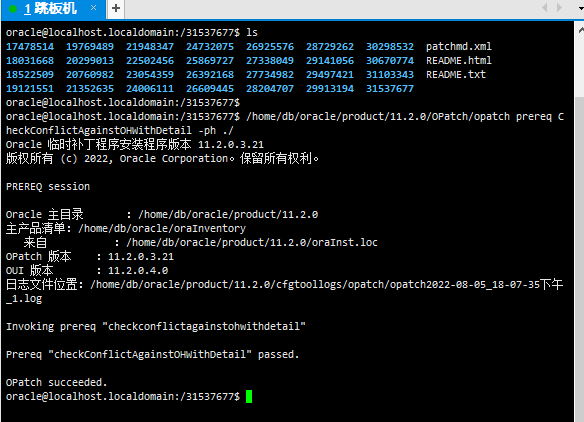 1 跳板机
oracle@localhost.localdomain:/31537677$ ls
17478514 19769489 21948347 24732075 26925576 28729262 30298532 patchmd.xml
18031668 20299013 22502456 25869727 27338049 29141056 30670774 README.html
18522509 20760982 23054359 26392168 27734982 29497421 31103343 README.txt
19121551 21352635 24006111 26609445 28204707 29913194 31537677
oracle@localhost.localdomain:/31537677$
oracle@localhost.localdomain:/31537677$ /home/db/oracle/product/11.2.0/OPatch/opatch prereq C
heckConflictAgainstOHWithDetail -ph ./
Oracle 临时补丁程序安装程序版本 11.2.0.3.21
版权所有 (c) 2022, Oracle Corporation。保留所有权利。
PREREQ session
Oracle 主目录 : /home/db/oracle/product/11.2.0
主产品清单: /home/db/oracle/oraInventory
来自 : /home/db/oracle/product/11.2.0/oraInst.loc
OPatch 版本 : 11.2.0.3.21
OUI 版本 : 11.2.0.4.0
日志文件位置: /home/db/oracle/product/11.2.0/cfgtoollogs/opatch/opatch2022-08-05_18-07-35下午
_1.log
Invoking prereq "checkconflictagainstohwithdetail"
Prereq "checkConflictAgainstOHWithDetail" passed.
OPatch succeeded.
oracle@localhost.localdomain:/31537677$